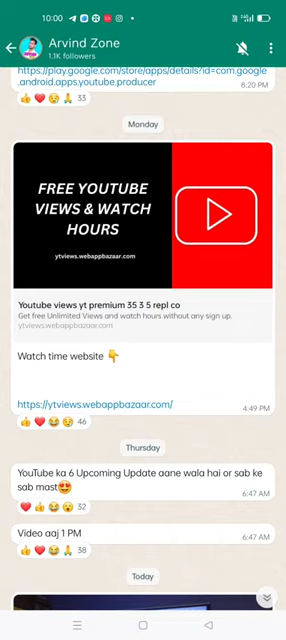 10:00
Arvind Zone
1.1K followers
https://play.google.com/store/apps/details?id=com.google
.android.apps.youtube.producer
8:20 PM
33
Monday
FREE YOUTUBE
VIEWS & WATCH
HOURS
ytviews.webappbazaar.com
Youtube views yt premium 35 3 5 repl co
Get free Unlimited Views and watch hours without any sign up.
ytviews.webappbazaar.com
Watch time website 👇
https://ytviews.webappbazaar.com/
4:49 PM
46
Thursday
YouTube ka 6 Upcoming Update aane wala hai or sab ke
sab mast😍
6:47 AM
32
Video aaj 1 PM
6:47 AM
38
Today